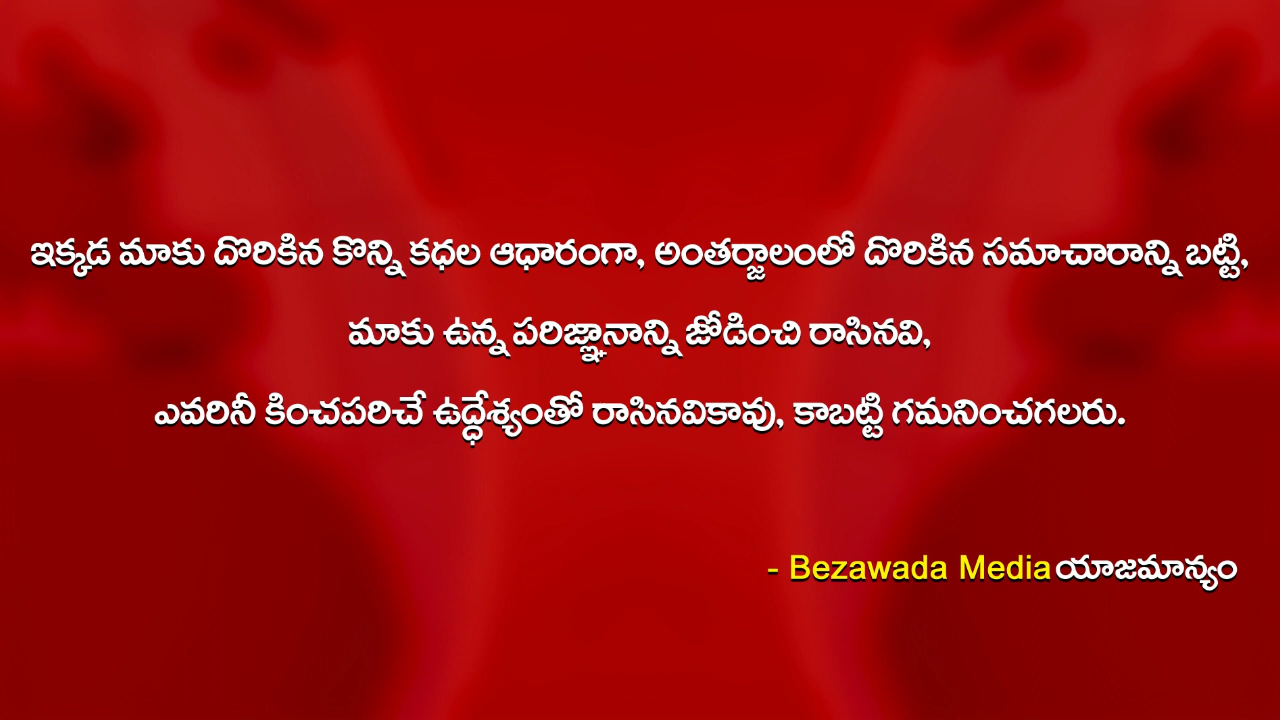 ఇక్కడ మాకు దొరికిన కొన్ని కధల ఆధారంగా, అంతర్జాలంలో దొరికిన సమాచారాన్ని బట్టి,
మాకు ఉన్న పరిజ్ఞానాన్ని జోడించి రాసినవి,
ఎవరినీ కించపరిచే ఉద్ధేశ్యంతో రాసినవికావు, కాబట్టి గమనించగలరు.
- Bezawada Media యాజమాన్యం